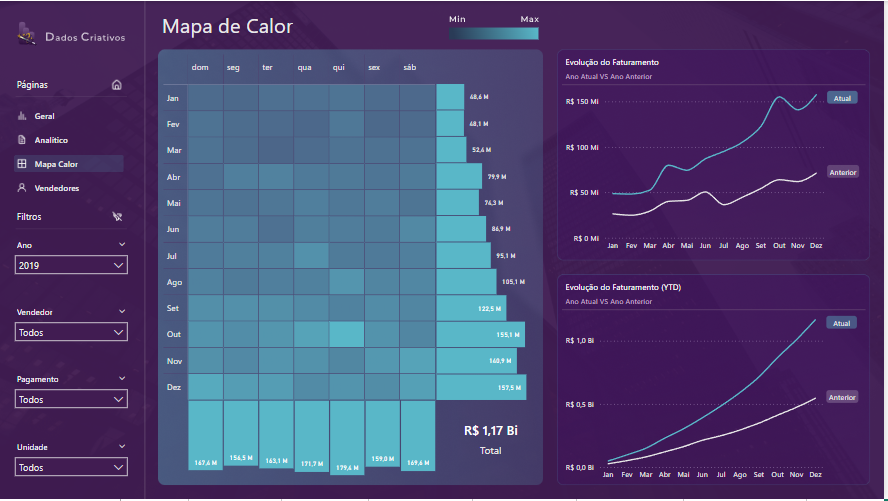 Dados Criativos
Páginas
Geral
Analítico
Mapa Calor
Vendedores
Filtros
Ano
2019
Vendedor
Todos
Pagamento
Todos
Unidade
Todos
Mapa de Calor
Min Max
dom seg ter qua qui sex sáb
Jan 48,6 M
Fev 48,1 M
Mar 52,4 M
Abr 79,9 M
Mai 74,3 M
Jun 86,9 M
Jul 95,1 M
Ago 105,1 M
Set 122,5 M
Out 155,1 M
Nov 140,9 M
Dez 157,5 M
167,6 M 156,5 M 163,1 M 171,7 M 179,6 M 159,0 M 169,6 M
R$ 1,17 Bi
Total
Evolução do Faturamento
Ano Atual VS Ano Anterior
R$ 150 Mi
R$ 100 Mi
R$ 50 Mi
R$ 0 Mi
Atual
Anterior
Jan Fev Mar Abr Mai Jun Jul Ago Set Out Nov Dez
Evolução do Faturamento (YTD)
Ano Atual VS Ano Anterior
R$ 1,0 Bi
R$ 0,5 Bi
R$ 0,0 Bi
Atual
Anterior
Jan Fev Mar Abr Mai Jun Jul Ago Set Out Nov Dez